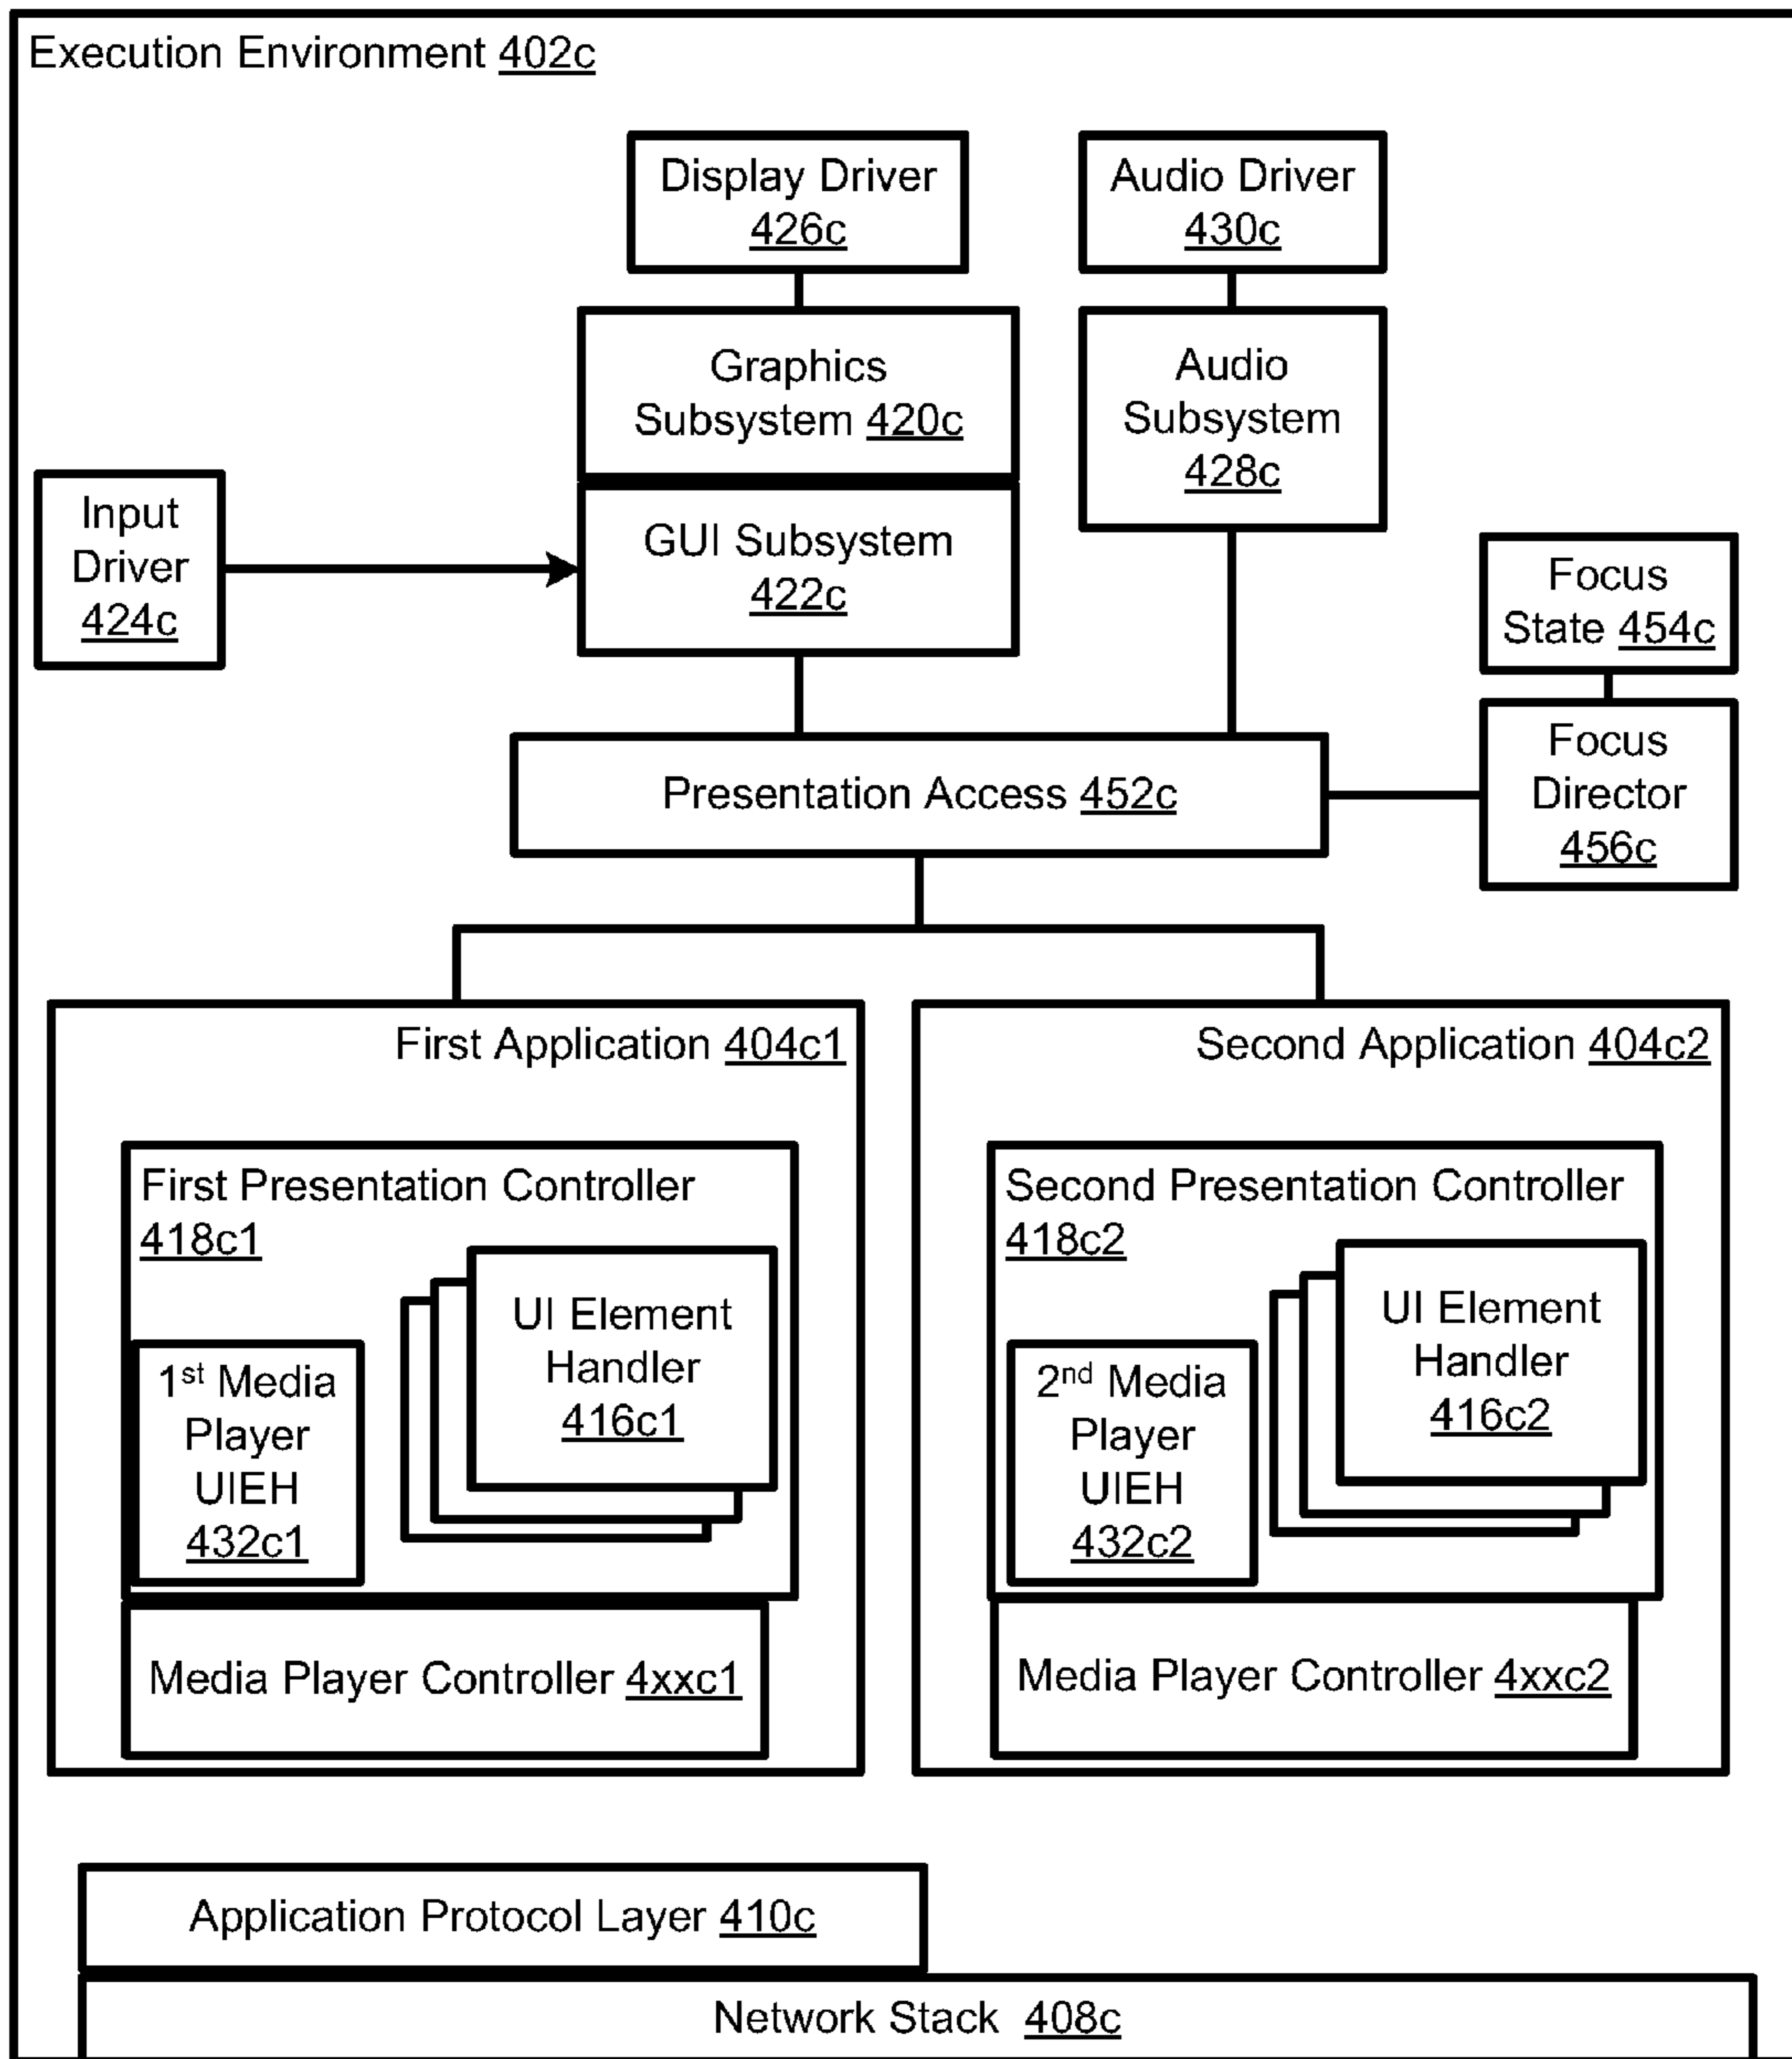 Execution Environment 402c
Display Driver
426c
Audio Driver
430c
Graphics
Subsystem 420c
Audio
Subsystem
428c
Input
Driver
424c
GUI Subsystem
422c
Focus
State 454c
Focus
Director
456c
Presentation Access 452c
First Application 404c1
First Presentation Controller
418c1
UI Element
Handler
416c1
1st Media
Player
UIEH
432c1
Media Player Controller 4xxc1
Second Application 404c2
Second Presentation Controller
418c2
UI Element
Handler
416c2
2nd Media
Player
UIEH
432c2
Media Player Controller 4xxc2
Application Protocol Layer 410c
Network Stack 408c